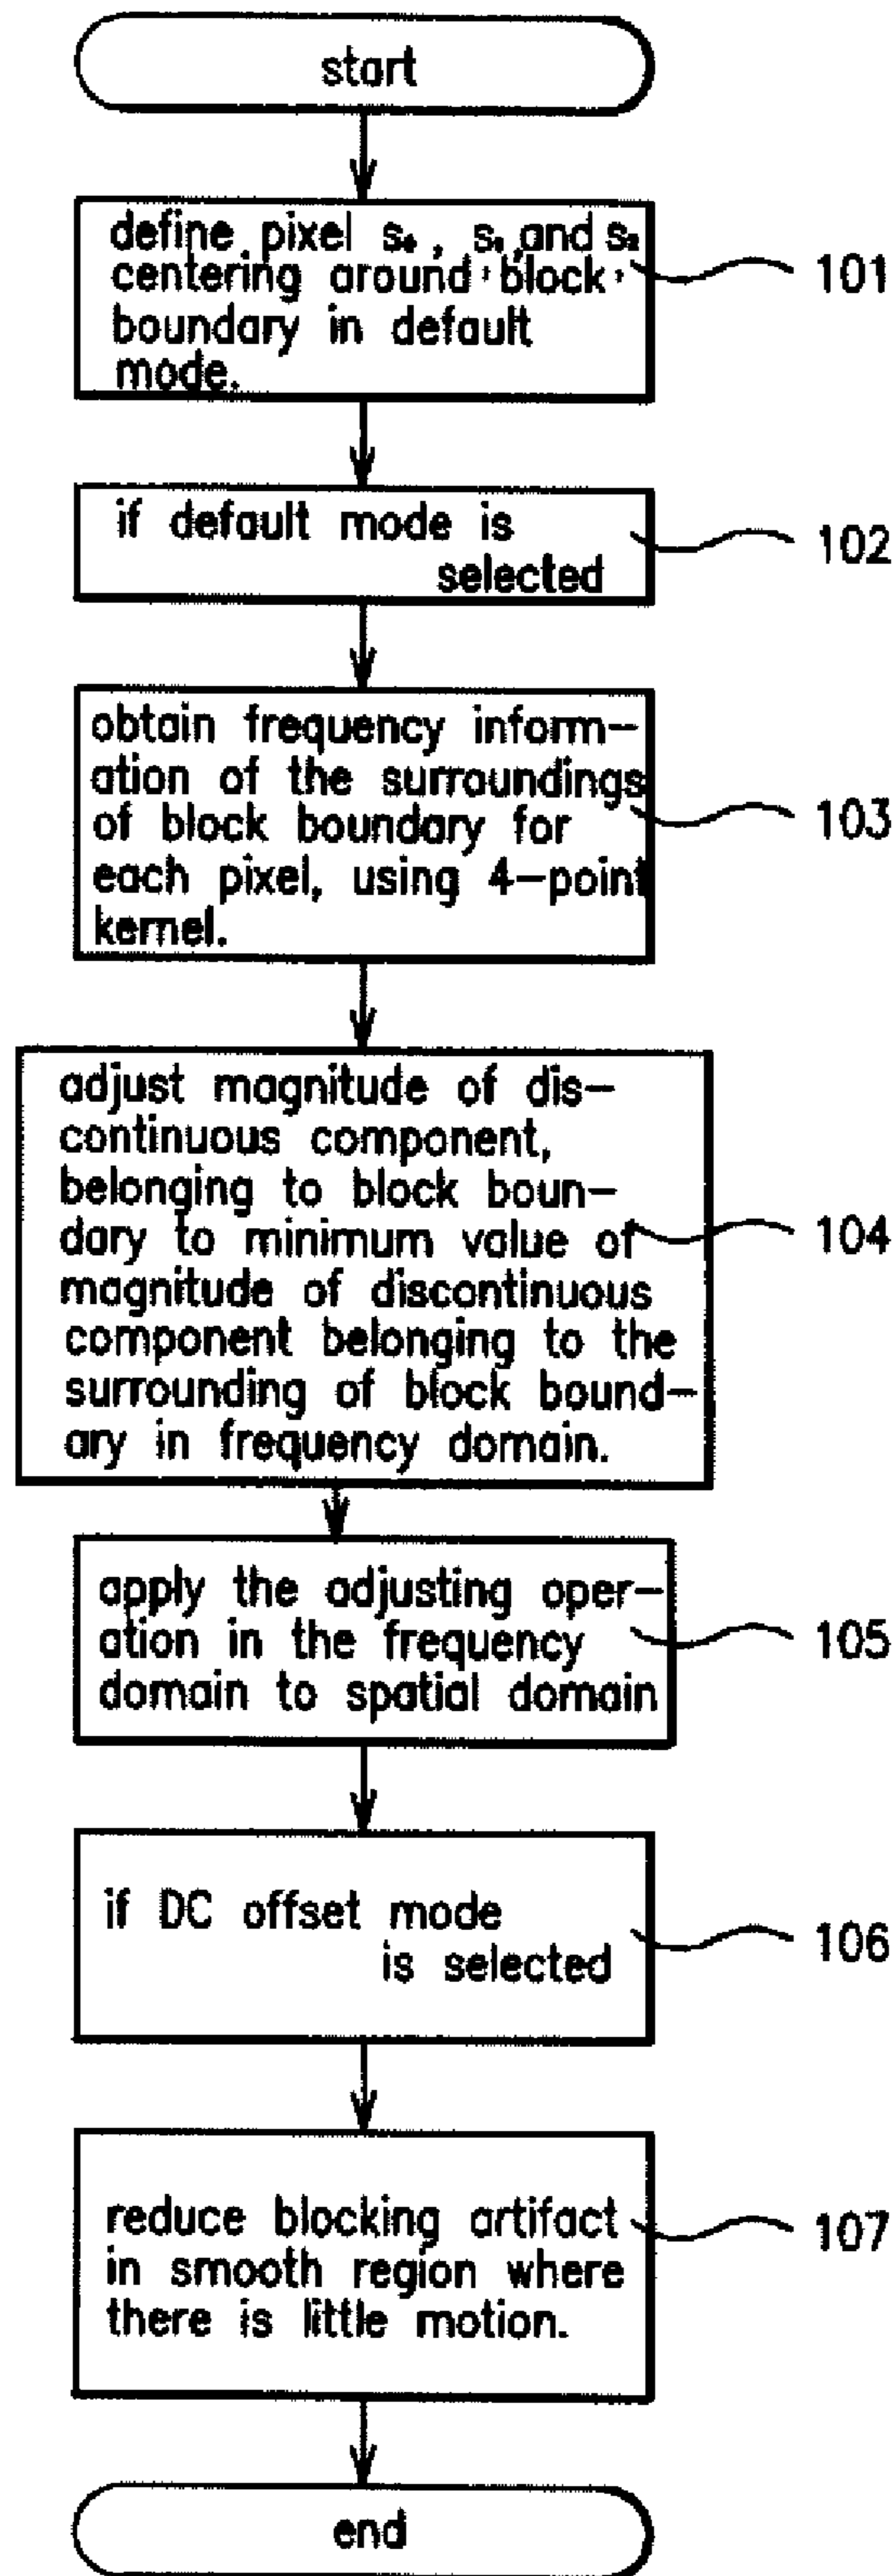 start
define pixel s₀, s₁, and s₂
centering around block
boundary in default
mode.
101
if default mode is
selected
102
obtain frequency inform-
ation of the surroundings
of block boundary for
each pixel, using 4-point
kernel.
103
adjust magnitude of dis-
continuous component,
belonging to block boun-
dary to minimum value of
magnitude of discontinuous
component belonging to the
surrounding of block bound-
ary in frequency domain.
104
apply the adjusting oper-
ation in the frequency
domain to spatial domain
105
if DC offset mode
is selected
106
reduce blocking artifact
in smooth region where
there is little motion.
107
end